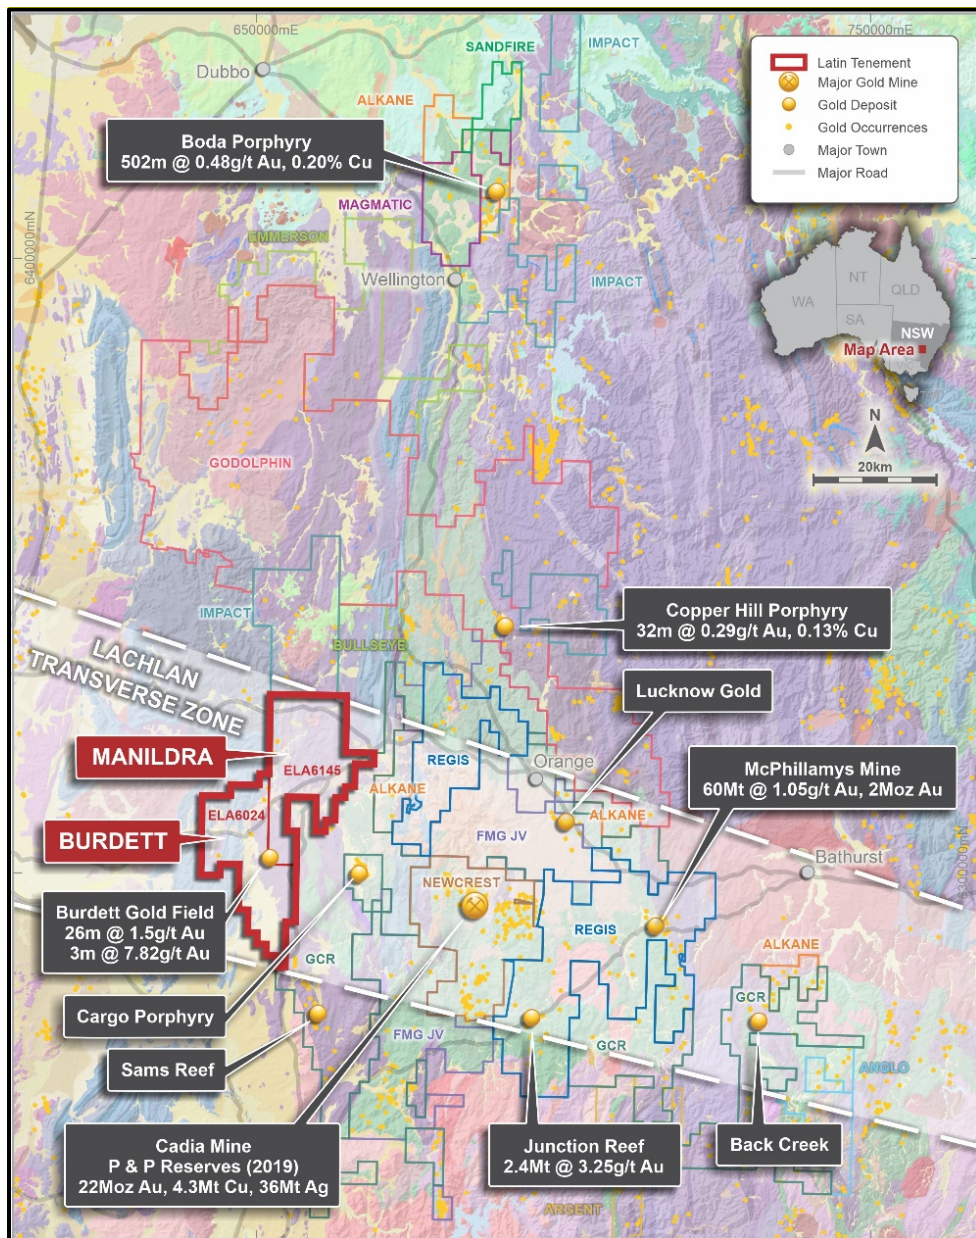 650000mE
750000mE
6400000mN
6300000mN
Dubbo
SANDFIRE
IMPACT
ALKANE
Boda Porphyry
502m @ 0.48g/t Au, 0.20% Cu
MAGMATIC
EMMERSON
Wellington
IMPACT
Latin Tenement
Major Gold Mine
Gold Deposit
Gold Occurrences
Major Town
Major Road
WA
NT
SA
QLD
NSW
Map Area
N
20km
GODOLPHIN
IMPACT
BULLSEYE
Copper Hill Porphyry
32m @ 0.29g/t Au, 0.13% Cu
LACHLAN
TRANSVERSE ZONE
Lucknow Gold
MANILDRA
ELA6145
REGIS
Orange
McPhillamys Mine
60Mt @ 1.05g/t Au, 2Moz Au
ALKANE
ELA6024
BURDETT
FMG JV
ALKANE
Bathurst
NEWCREST
Burdett Gold Field
26m @ 1.5g/t Au
3m @ 7.82g/t Au
REGIS
GCR
ALKANE
GCR
Cargo Porphyry
FMG JV
GCR
Sams Reef
ANGLO
Cadia Mine
P & P Reserves (2019)
22Moz Au, 4.3Mt Cu, 36Mt Ag
Junction Reef
2.4Mt @ 3.25g/t Au
Back Creek
ARGENT